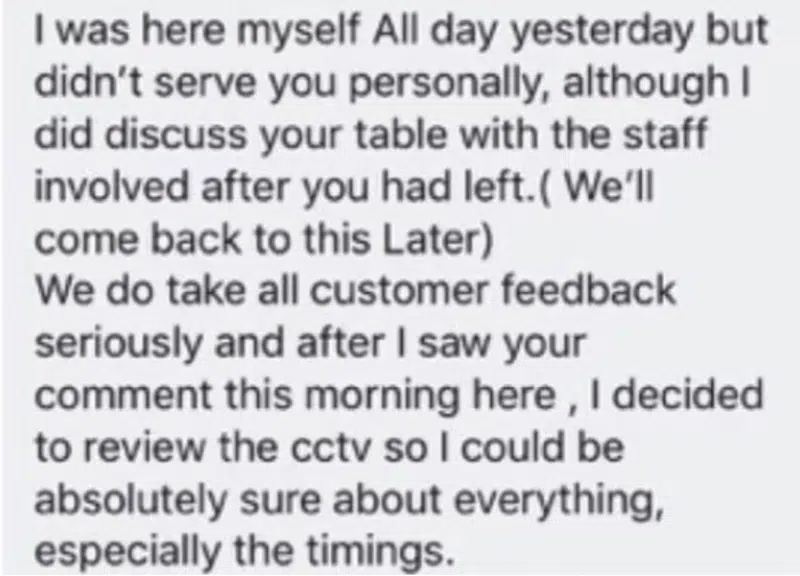 I was here myself All day yesterday but
didn't serve you personally, although I
did discuss your table with the staff
involved after you had left.( We'll
come back to this Later)
We do take all customer feedback
seriously and after I saw your
comment this morning here , I decided
to review the cctv so I could be
absolutely sure about everything,
especially the timings.